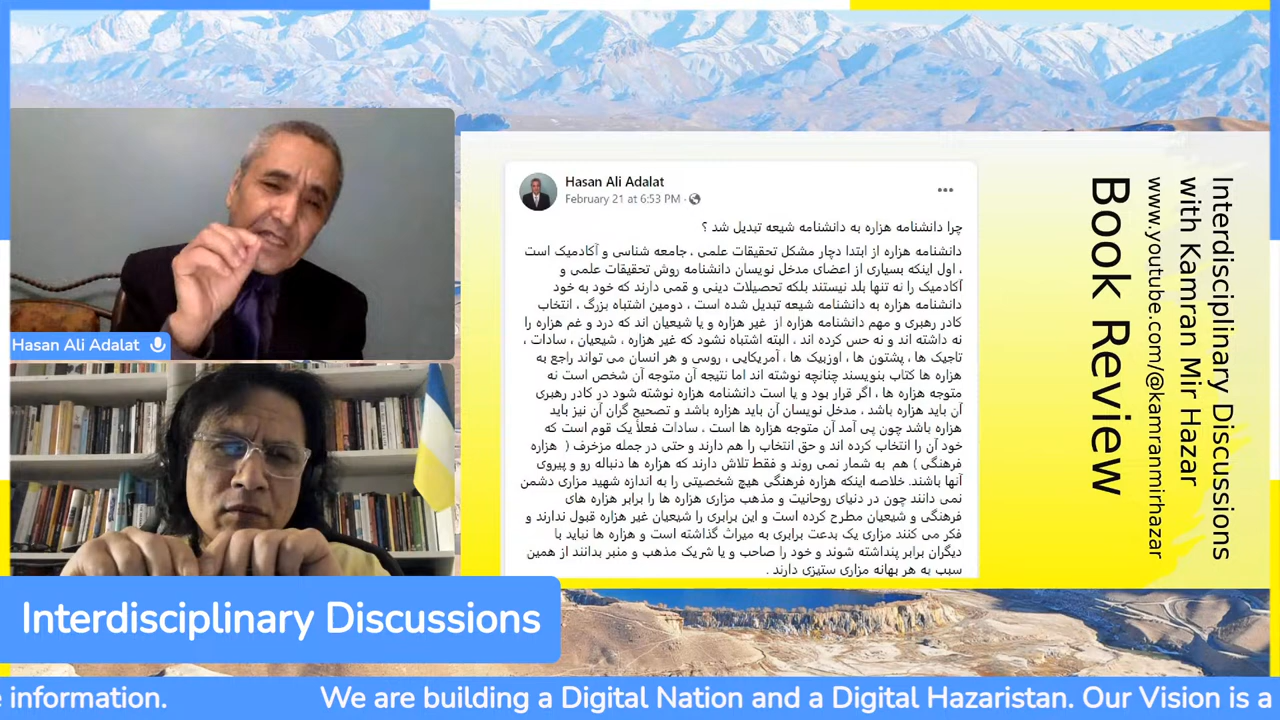 Hasan Ali Adalat
Hasan Ali Adalat
February 21 at 6:53 PM
چرا دانشنامه هزاره به دانشنامه شیعه تبدیل شد ؟
دانشنامه هزاره از ابتدا دچار مشکل تحقیقات علمی ، جامعه شناسی و آکادمیک است
، اول اینکه بسیاری از اعضای مدخل نویسان دانشنامه روش تحقیقات علمی و
آکادمیک را نه تنها بلد نیستند بلکه تحصیلات دینی و قمی دارند که خود به خود
دانشنامه هزاره به دانشنامه شیعه تبدیل شده است ، دومین اشتباه بزرگ ، انتخاب
کادر رهبری و مهم دانشنامه هزاره از غیر هزاره و یا شیعیان اند که درد و غم هزاره را
نه داشته اند و نه حس کرده اند ، البته اشتباه نشود که غیر هزاره ، شیعیان ، سادات ،
تاجیک ها ، پشتون ها ، اوزبیک ها ، آمریکایی ، روسی و هر انسان می تواند راجع به
هزاره ها کتاب بنویسند چنانچه نوشته اند اما نتیجه آن متوجه آن شخص است نه
متوجه هزاره ها ، اگر قرار بود و یا است دانشنامه هزاره نوشته شود در کادر رهبری
آن باید هزاره باشد ، مدخل نویسان آن باید هزاره باشد و تصحیح گران آن نیز باید
هزاره باشد چون پی آمد آن متوجه هزاره ها است ، سادات فعلاً یک قوم است که
خود آن را انتخاب کرده اند و حق انتخاب را هم دارند و حتی در جمله مزخرف ( هزاره
فرهنگی ) هم به شمار نمی روند و فقط تلاش دارند که هزاره ها دنباله رو و پیروی
آنها باشند. خلاصه اینکه هزاره فرهنگی هیچ شخصیتی را به اندازه شهید مزاری دشمن
نمی دانند چون در دنیای روحانیت و مذهب مزاری هزاره ها را برابر هزاره های
فرهنگی و شیعیان مطرح کرده است و این برابری را شیعیان غیر هزاره قبول ندارند و
فکر می کنند مزاری یک بدعت برابری به میراث گذاشته است و هزاره ها نباید با
دیگران برابر پنداشته شوند و خود را صاحب و یا شریک مذهب و منبر بدانند از همین
سبب به هر بهانه مزاری ستیزی دارند .
Interdisciplinary Discussions
with Kamran Mir Hazar
www.youtube.com/@kamranmirhazar
Book Review
Interdisciplinary Discussions
information. We are building a Digital Nation and a Digital Hazaristan. Our Vision is a